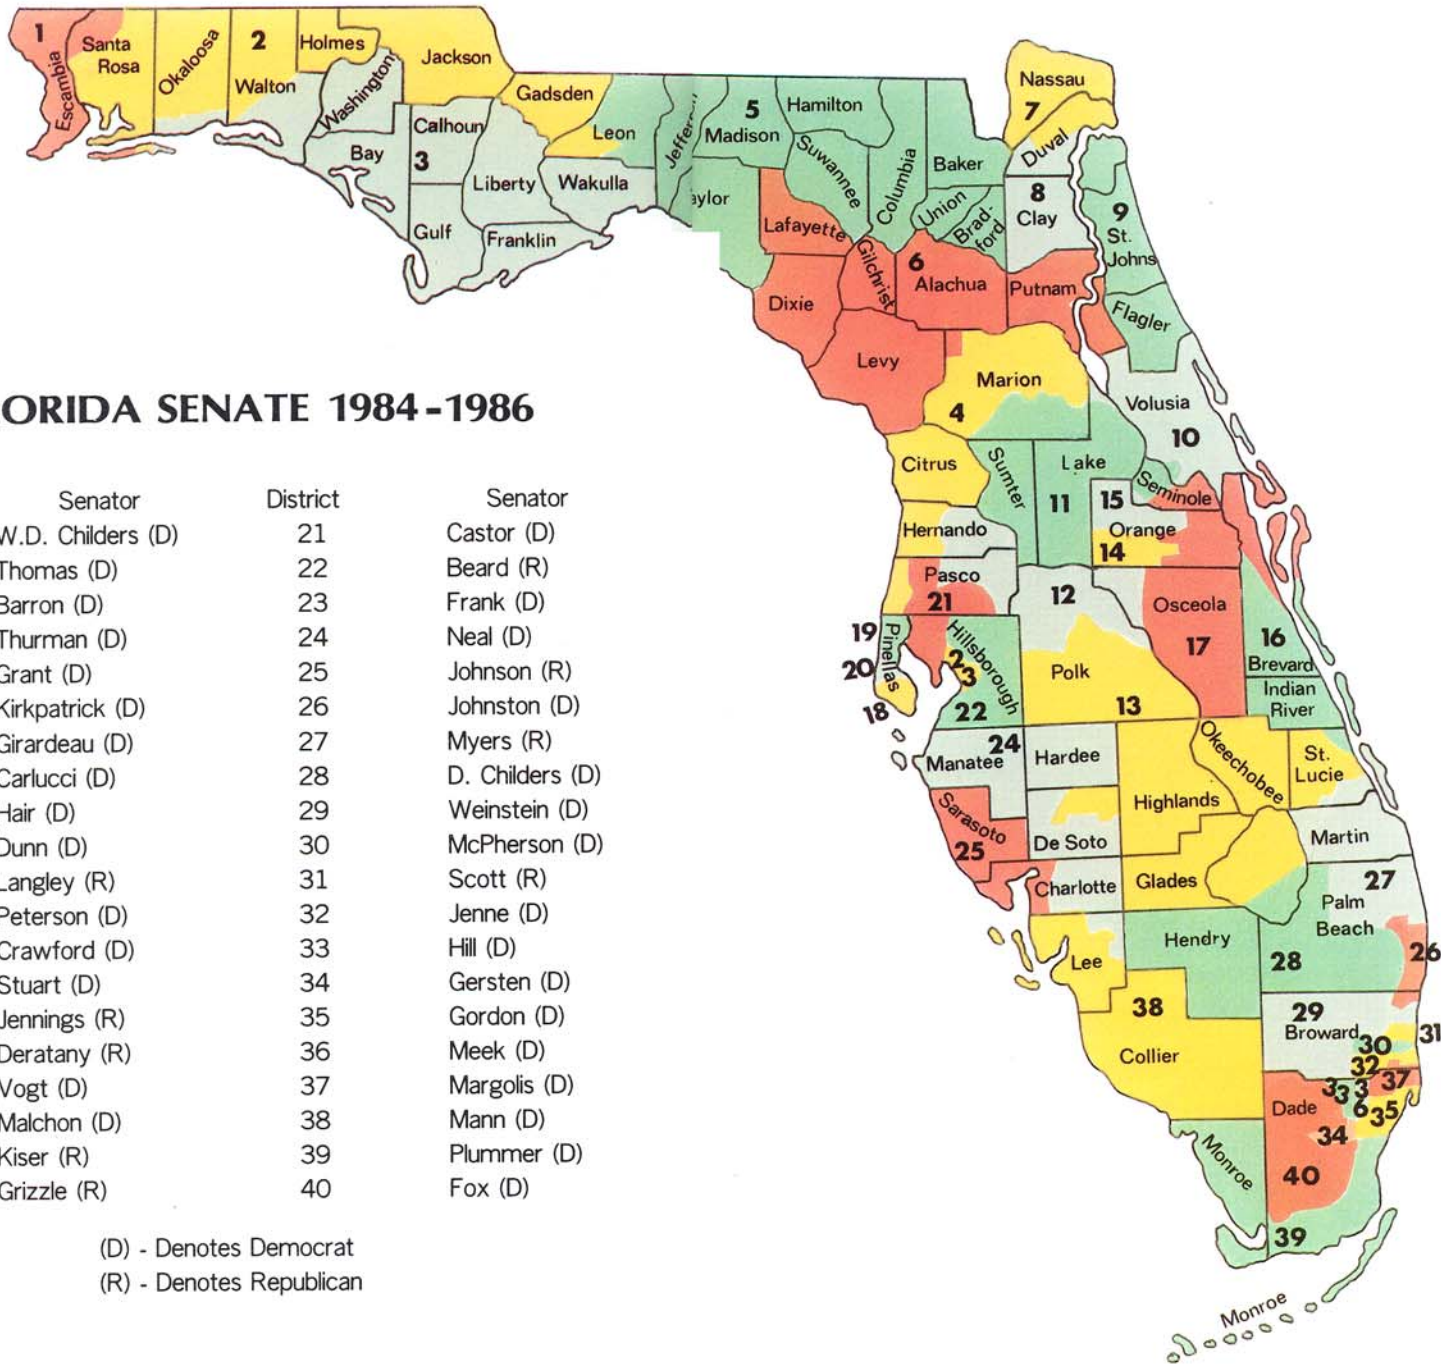 1
Santa
Rosa
Escambia
Okaloosa
2
Walton
Holmes
Washington
Jackson
Calhoun
3
Bay
Gulf
Liberty
Franklin
Gadsden
Leon
Wakulla
Jeffer
5
Madison
Hamilton
aylor
Suwannee
Columbia
Baker
Union
Brad-
ford
Nassau
7
Duval
8
Clay
9
St.
Johns
Lafayette
Gilchrist
6
Alachua
Putnam
Dixie
Flagler
Levy
Marion
4
Volusia
10
Citrus
Sumter
Lake
11
Seminole
15
Orange
14
Hernando
Pasco
21
12
Osceola
17
16
Brevard
Indian
River
19
Pinellas
20
18
Hillsborough
23
22
Polk
13
24
Manatee
Hardee
Okeechobee
St.
Lucie
Highlands
Sarasoto
25
De Soto
Martin
Charlotte
Glades
27
Palm
Beach
26
Lee
Hendry
28
38
Collier
29
Broward
30
31
32
33
36
37
35
Dade
34
40
Monroe
39
Monroe
ORIDA SENATE 1984-1986
Senator District Senator
W.D. Childers (D) 21 Castor (D)
Thomas (D) 22 Beard (R)
Barron (D) 23 Frank (D)
Thurman (D) 24 Neal (D)
Grant (D) 25 Johnson (R)
Kirkpatrick (D) 26 Johnston (D)
Girardeau (D) 27 Myers (R)
Carlucci (D) 28 D. Childers (D)
Hair (D) 29 Weinstein (D)
Dunn (D) 30 McPherson (D)
Langley (R) 31 Scott (R)
Peterson (D) 32 Jenne (D)
Crawford (D) 33 Hill (D)
Stuart (D) 34 Gersten (D)
Jennings (R) 35 Gordon (D)
Deratany (R) 36 Meek (D)
Vogt (D) 37 Margolis (D)
Malchon (D) 38 Mann (D)
Kiser (R) 39 Plummer (D)
Grizzle (R) 40 Fox (D)
(D) - Denotes Democrat
(R) - Denotes Republican